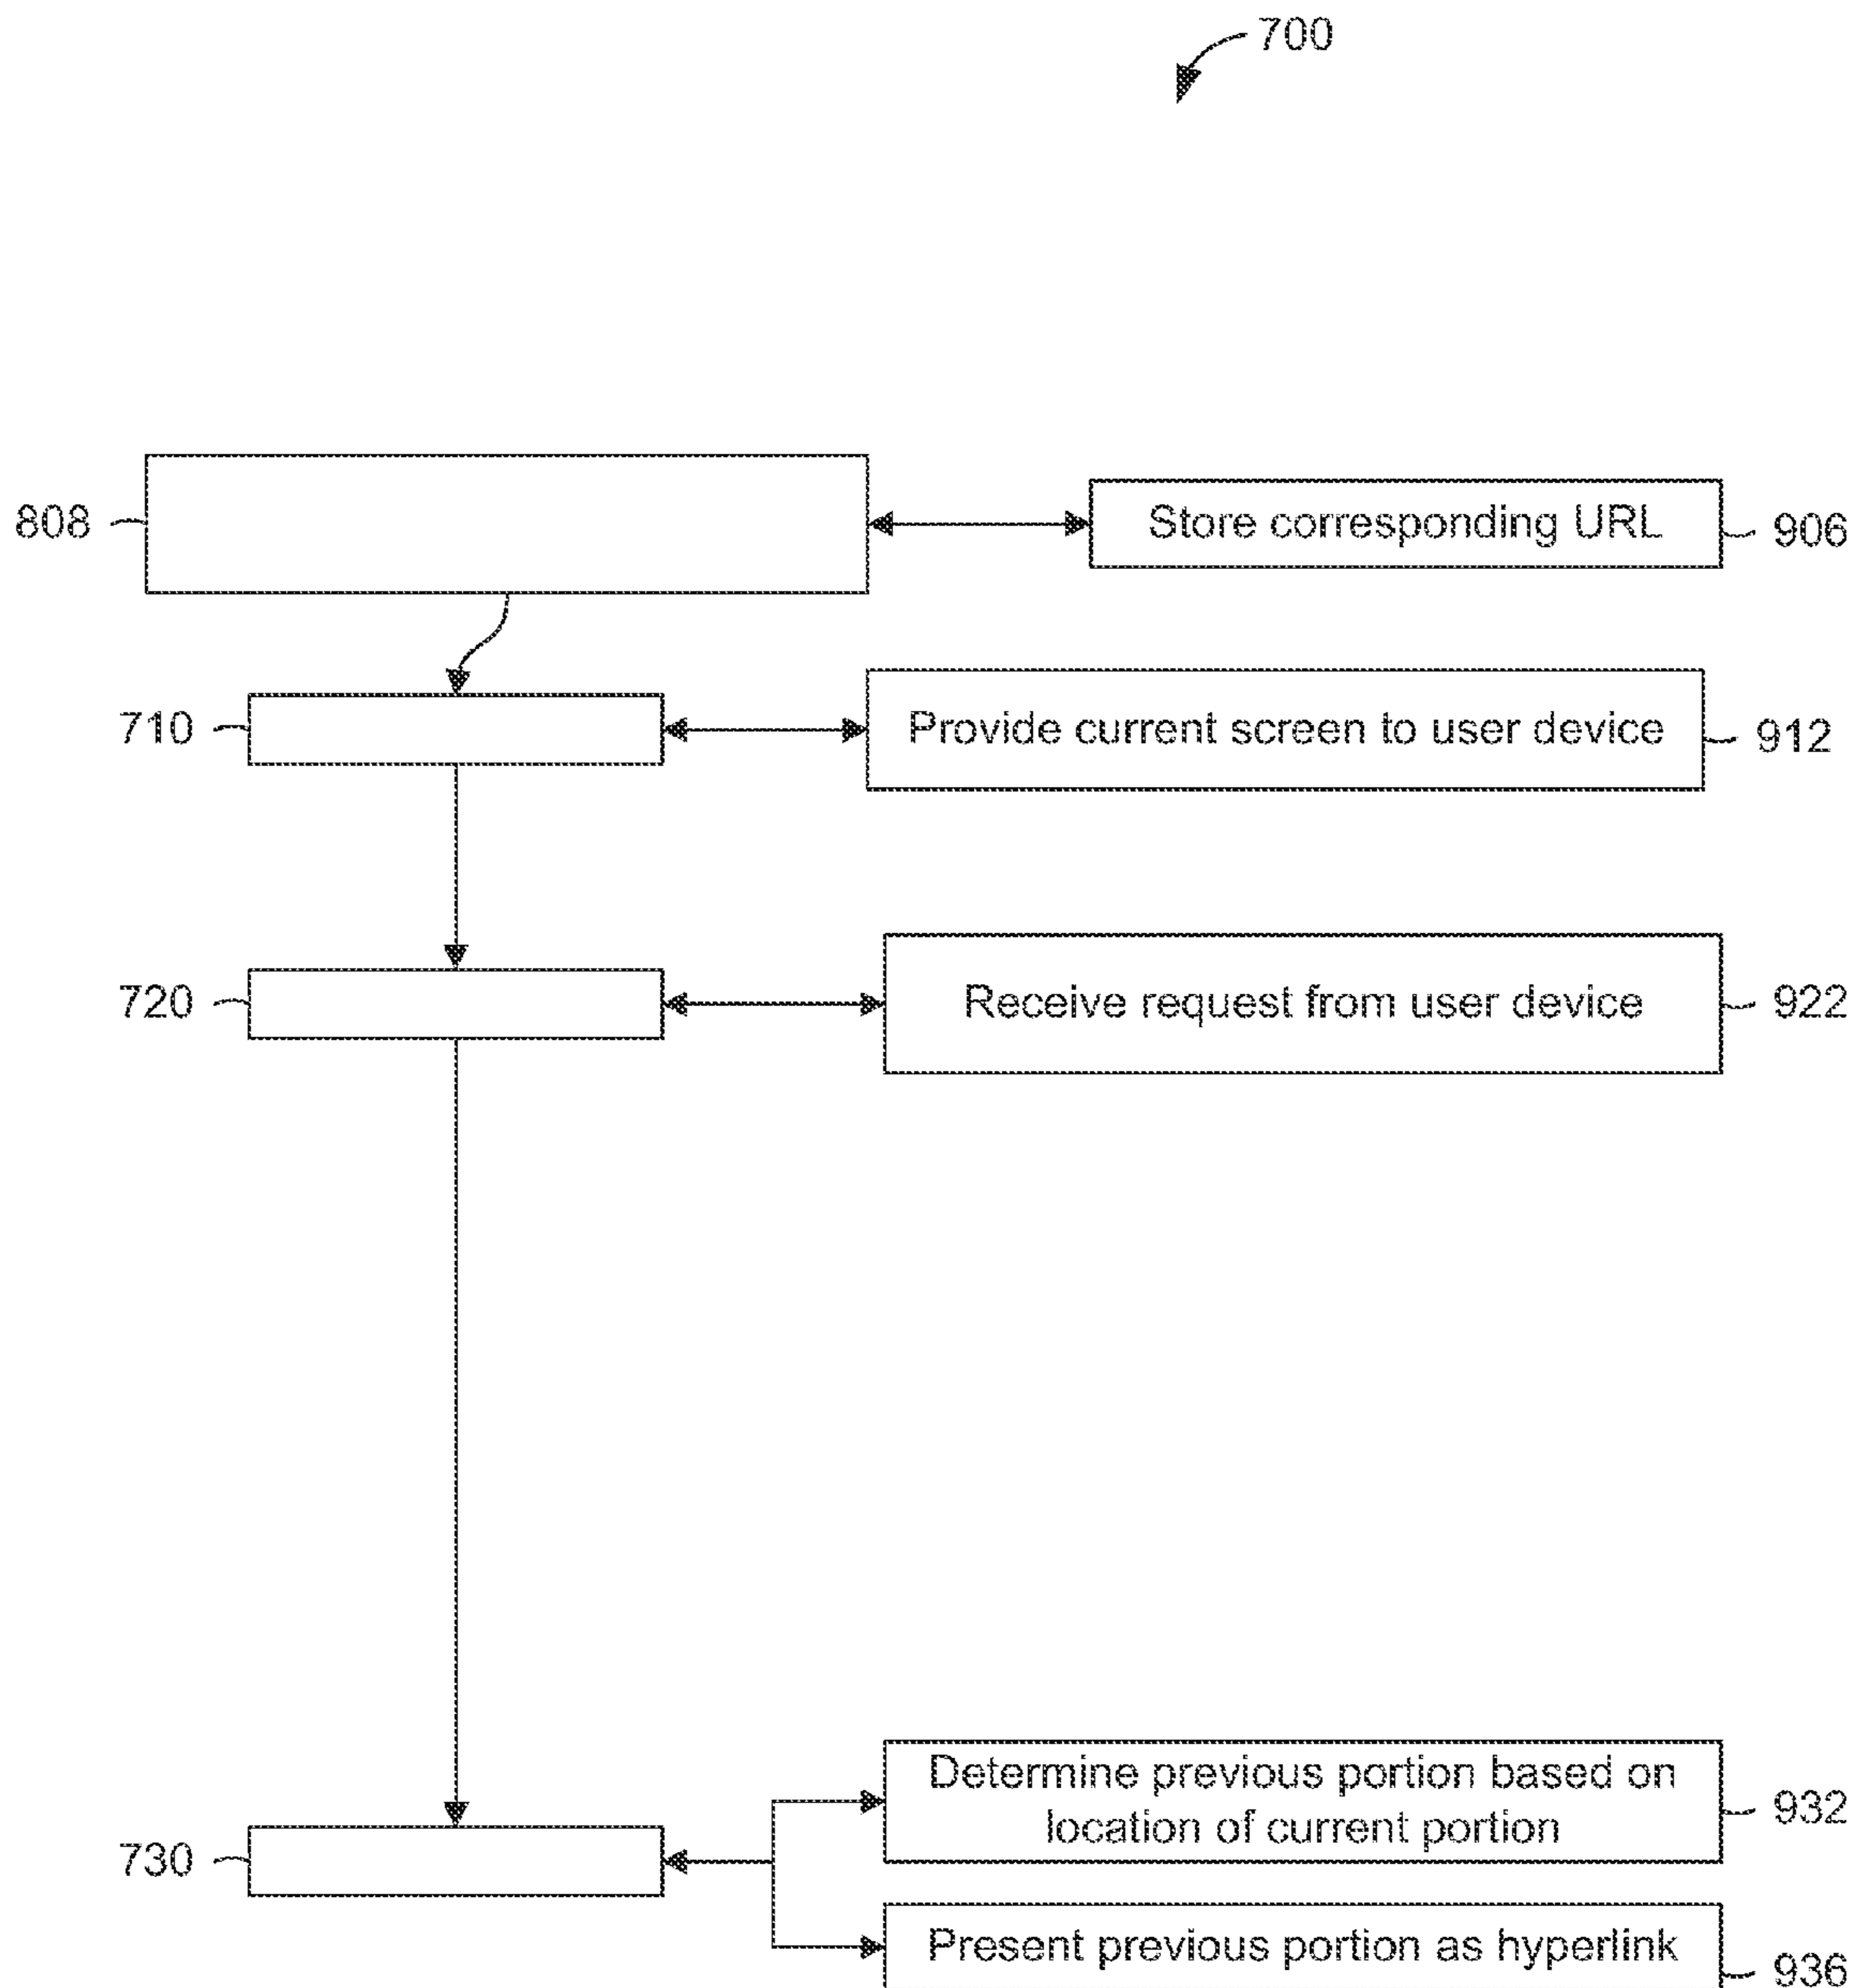 700
808
Store corresponding URL
906
710
Provide current screen to user device
912
720
Receive request from user device
922
730
Determine previous portion based on
location of current portion
932
Present previous portion as hyperlink
936